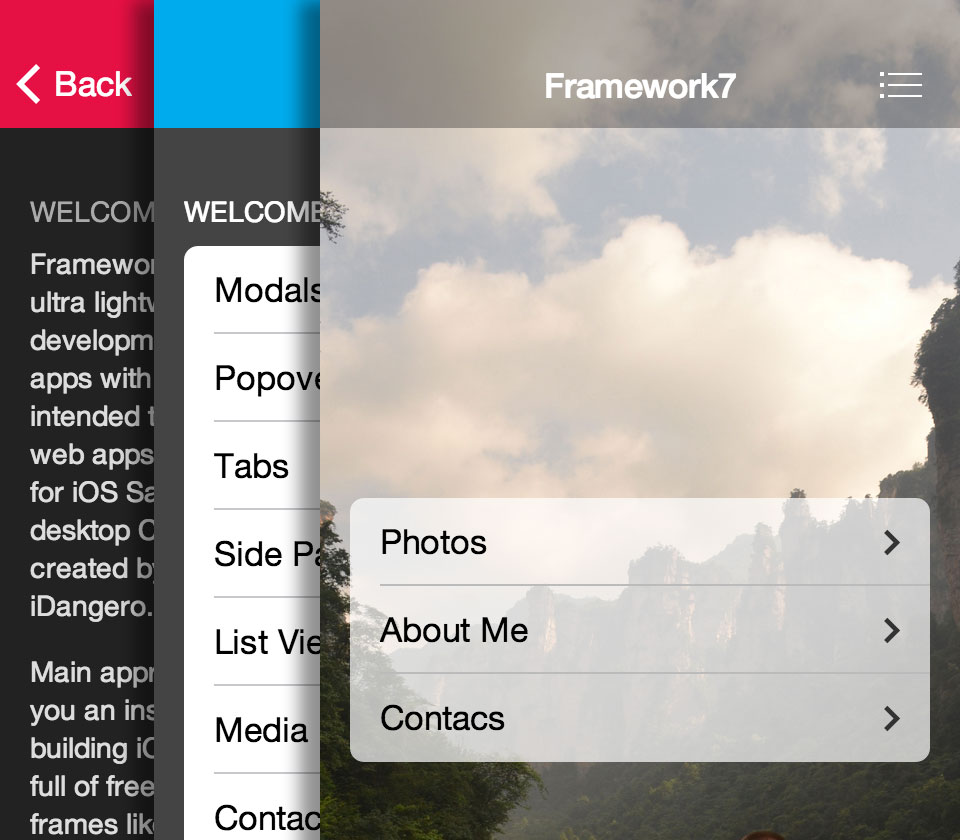 Back
WELCOM
Framewor
ultra lightw
developm
apps with
intended t
web apps
for iOS Sa
desktop C
created by
iDangero.
Main appr
you an ins
building iO
full of free
frames like
WELCOME
Modals
Popove
Tabs
Side Pa
List Vie
Media
Contac
Framework7
Photos
About Me
Contacs